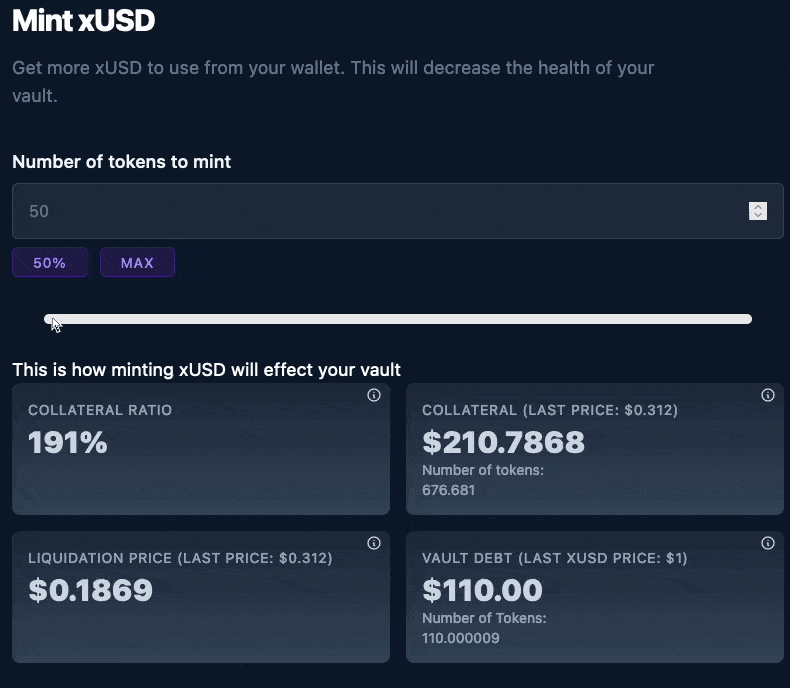 Mint xUSD
Get more xUSD to use from your wallet. This will decrease the health of your
vault.
Number of tokens to mint
50
50%
MAX
This is how minting xUSD will effect your vault
COLLATERAL RATIO
191%
COLLATERAL (LAST PRICE: $0.312)
$210.7868
Number of tokens:
676.681
LIQUIDATION PRICE (LAST PRICE: $0.312)
$0.1869
VAULT DEBT (LAST XUSD PRICE: $1)
$110.00
Number of Tokens:
110.000009